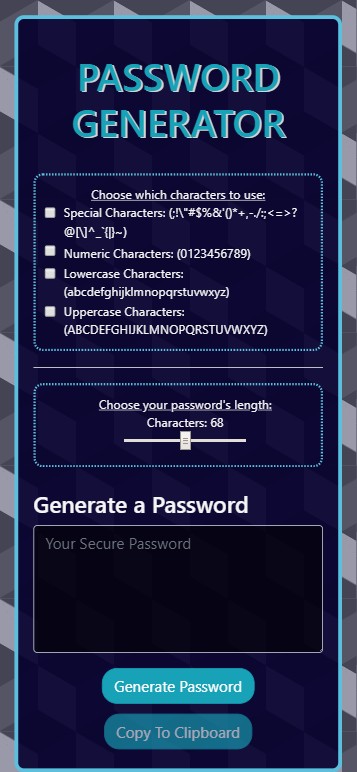 PASSWORD
GENERATOR
Choose which characters to use:
Special Characters: (;!\"#$%&'()*+,-./:;<=>?
@[\]^_`{|}~)
Numeric Characters: (0123456789)
Lowercase Characters:
(abcdefghijklmnopqrstuvwxyz)
Uppercase Characters:
(ABCDEFGHIJKLMNOPQRSTUVWXYZ)
Choose your password's length:
Characters: 68
Generate a Password
Your Secure Password
Generate Password
Copy To Clipboard